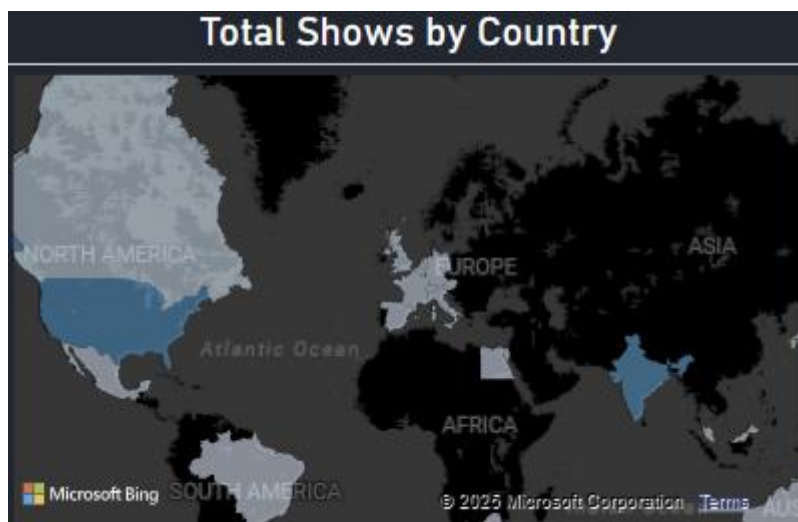 Total Shows by Country
NORTH AMERICA
EUROPE
ASIA
Atlantic Ocean
AFRICA
Microsoft Bing
SOUTH AMERICA
© 2025 Microsoft Corporation
Terms
AUS